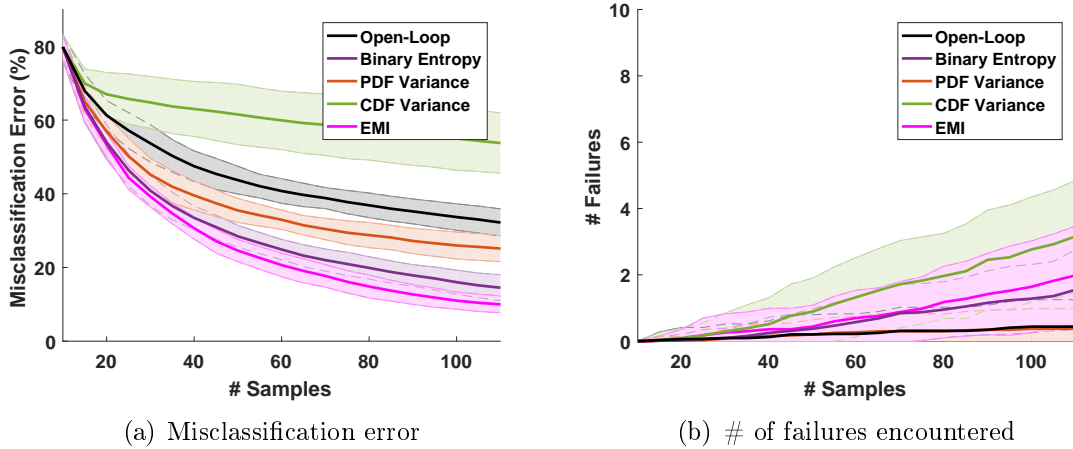 Misclassification Error (%)
80
60
40
20
0
20
40
60
80
100
# Samples
Open-Loop
Binary Entropy
PDF Variance
CDF Variance
EMI
(a) Misclassification error
# Failures
10
8
6
4
2
0
20
40
60
80
100
# Samples
Open-Loop
Binary Entropy
PDF Variance
CDF Variance
EMI
(b) # of failures encountered